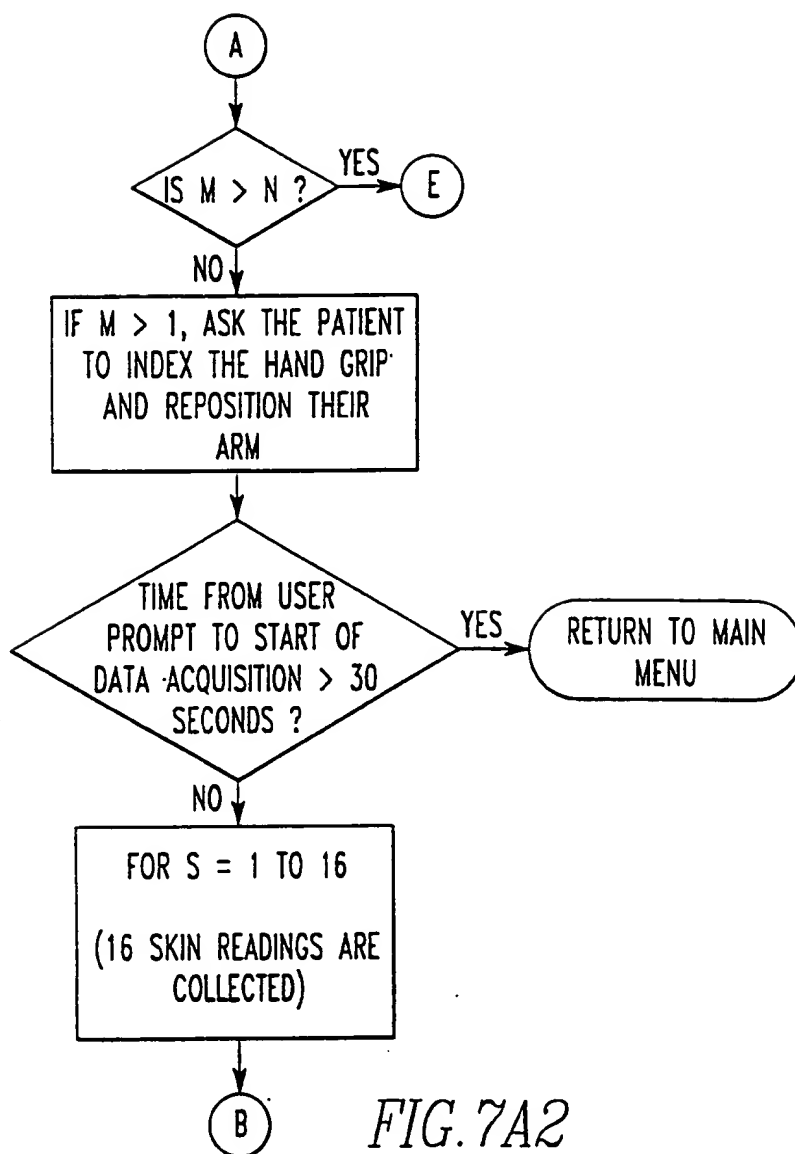 A
IS M > N ?
YES
E
NO
IF M > 1, ASK THE PATIENT
TO INDEX THE HAND GRIP
AND REPOSITION THEIR
ARM
TIME FROM USER
PROMPT TO START OF
DATA ACQUISITION > 30
SECONDS ?
YES
RETURN TO MAIN
MENU
NO
FOR S = 1 TO 16
(16 SKIN READINGS ARE
COLLECTED)
B
FIG. 7A2